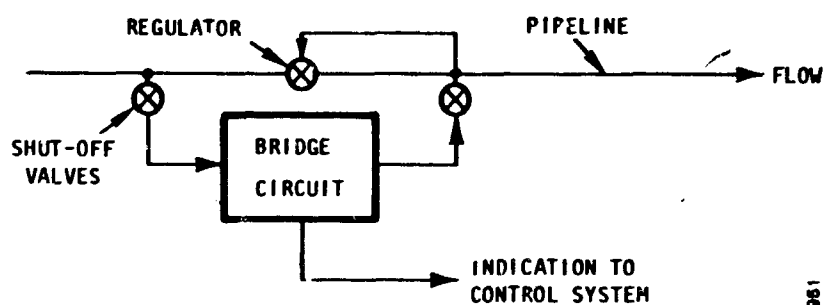 REGULATOR
PIPELINE
FLOW
SHUT-OFF
VALVES
BRIDGE
CIRCUIT
INDICATION TO
CONTROL SYSTEM